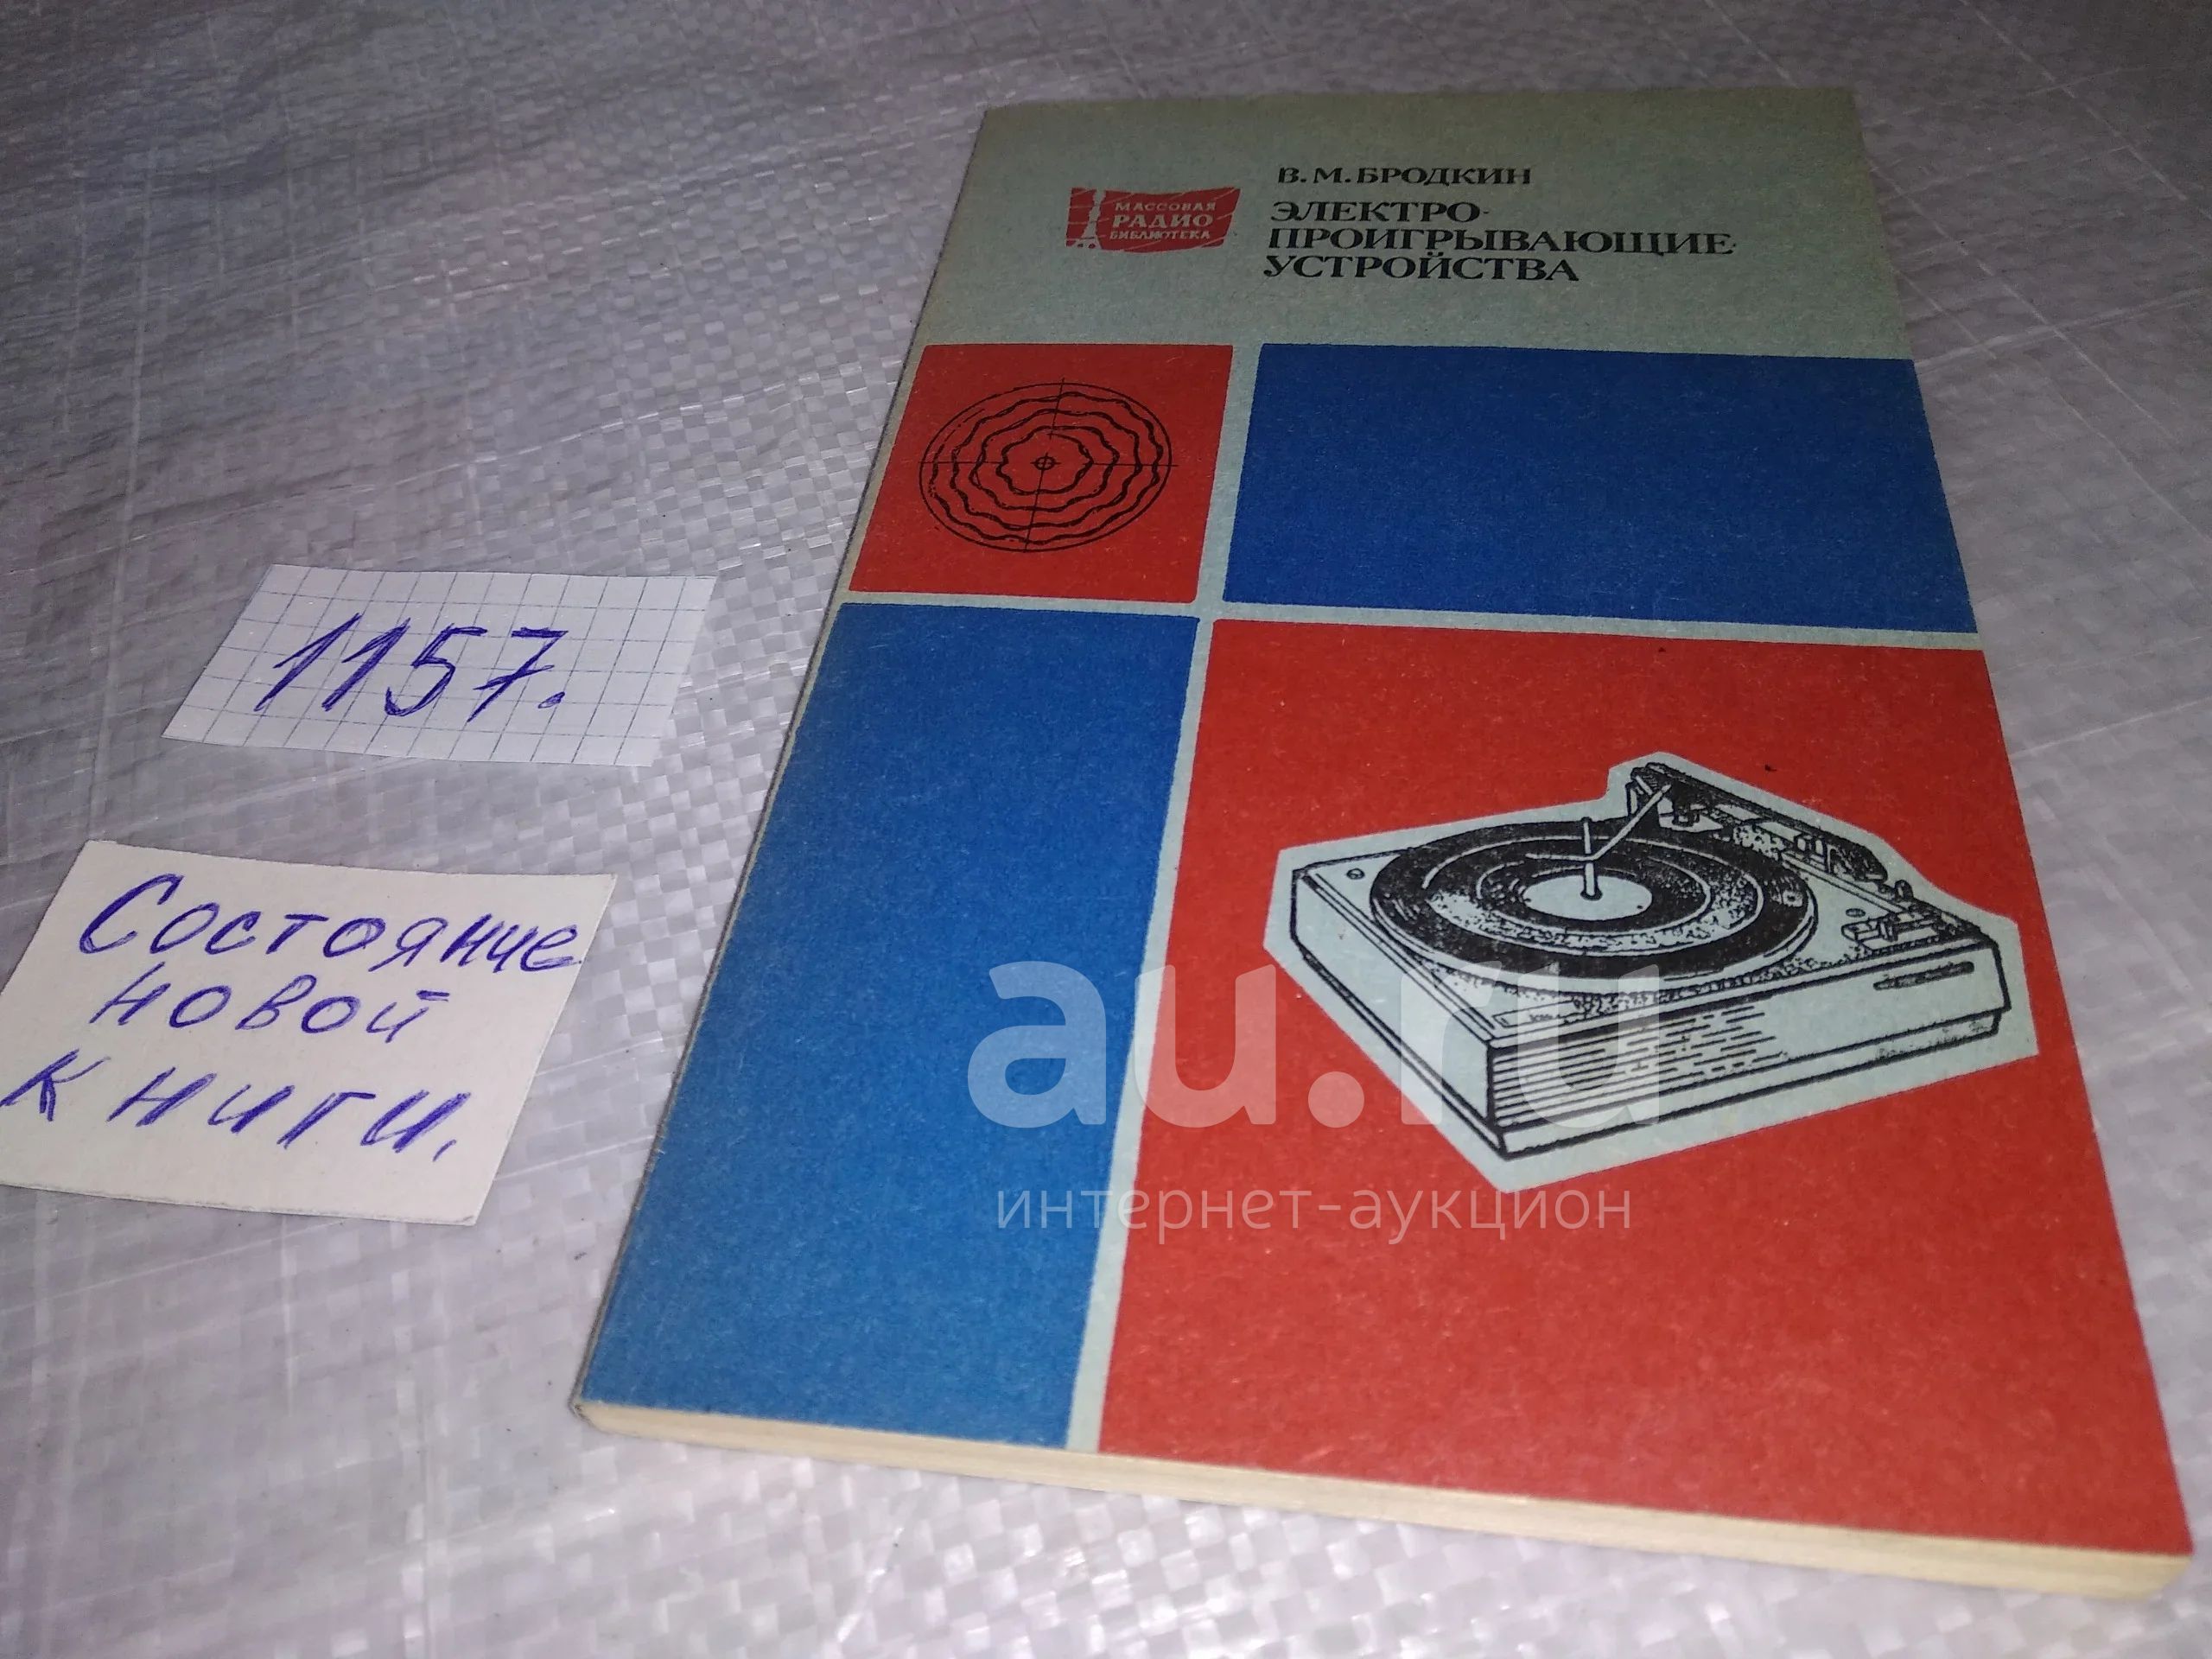 В. М. БРОДКИН
МАССОВАЯ
РАДИО
БИБЛИОТЕКА
ЭЛЕКТРО-
ПРОИГРЫВАЮЩИЕ
УСТРОЙСТВА
1157.
Состояние
новой
книги.
au.ru
интернет-аукцион